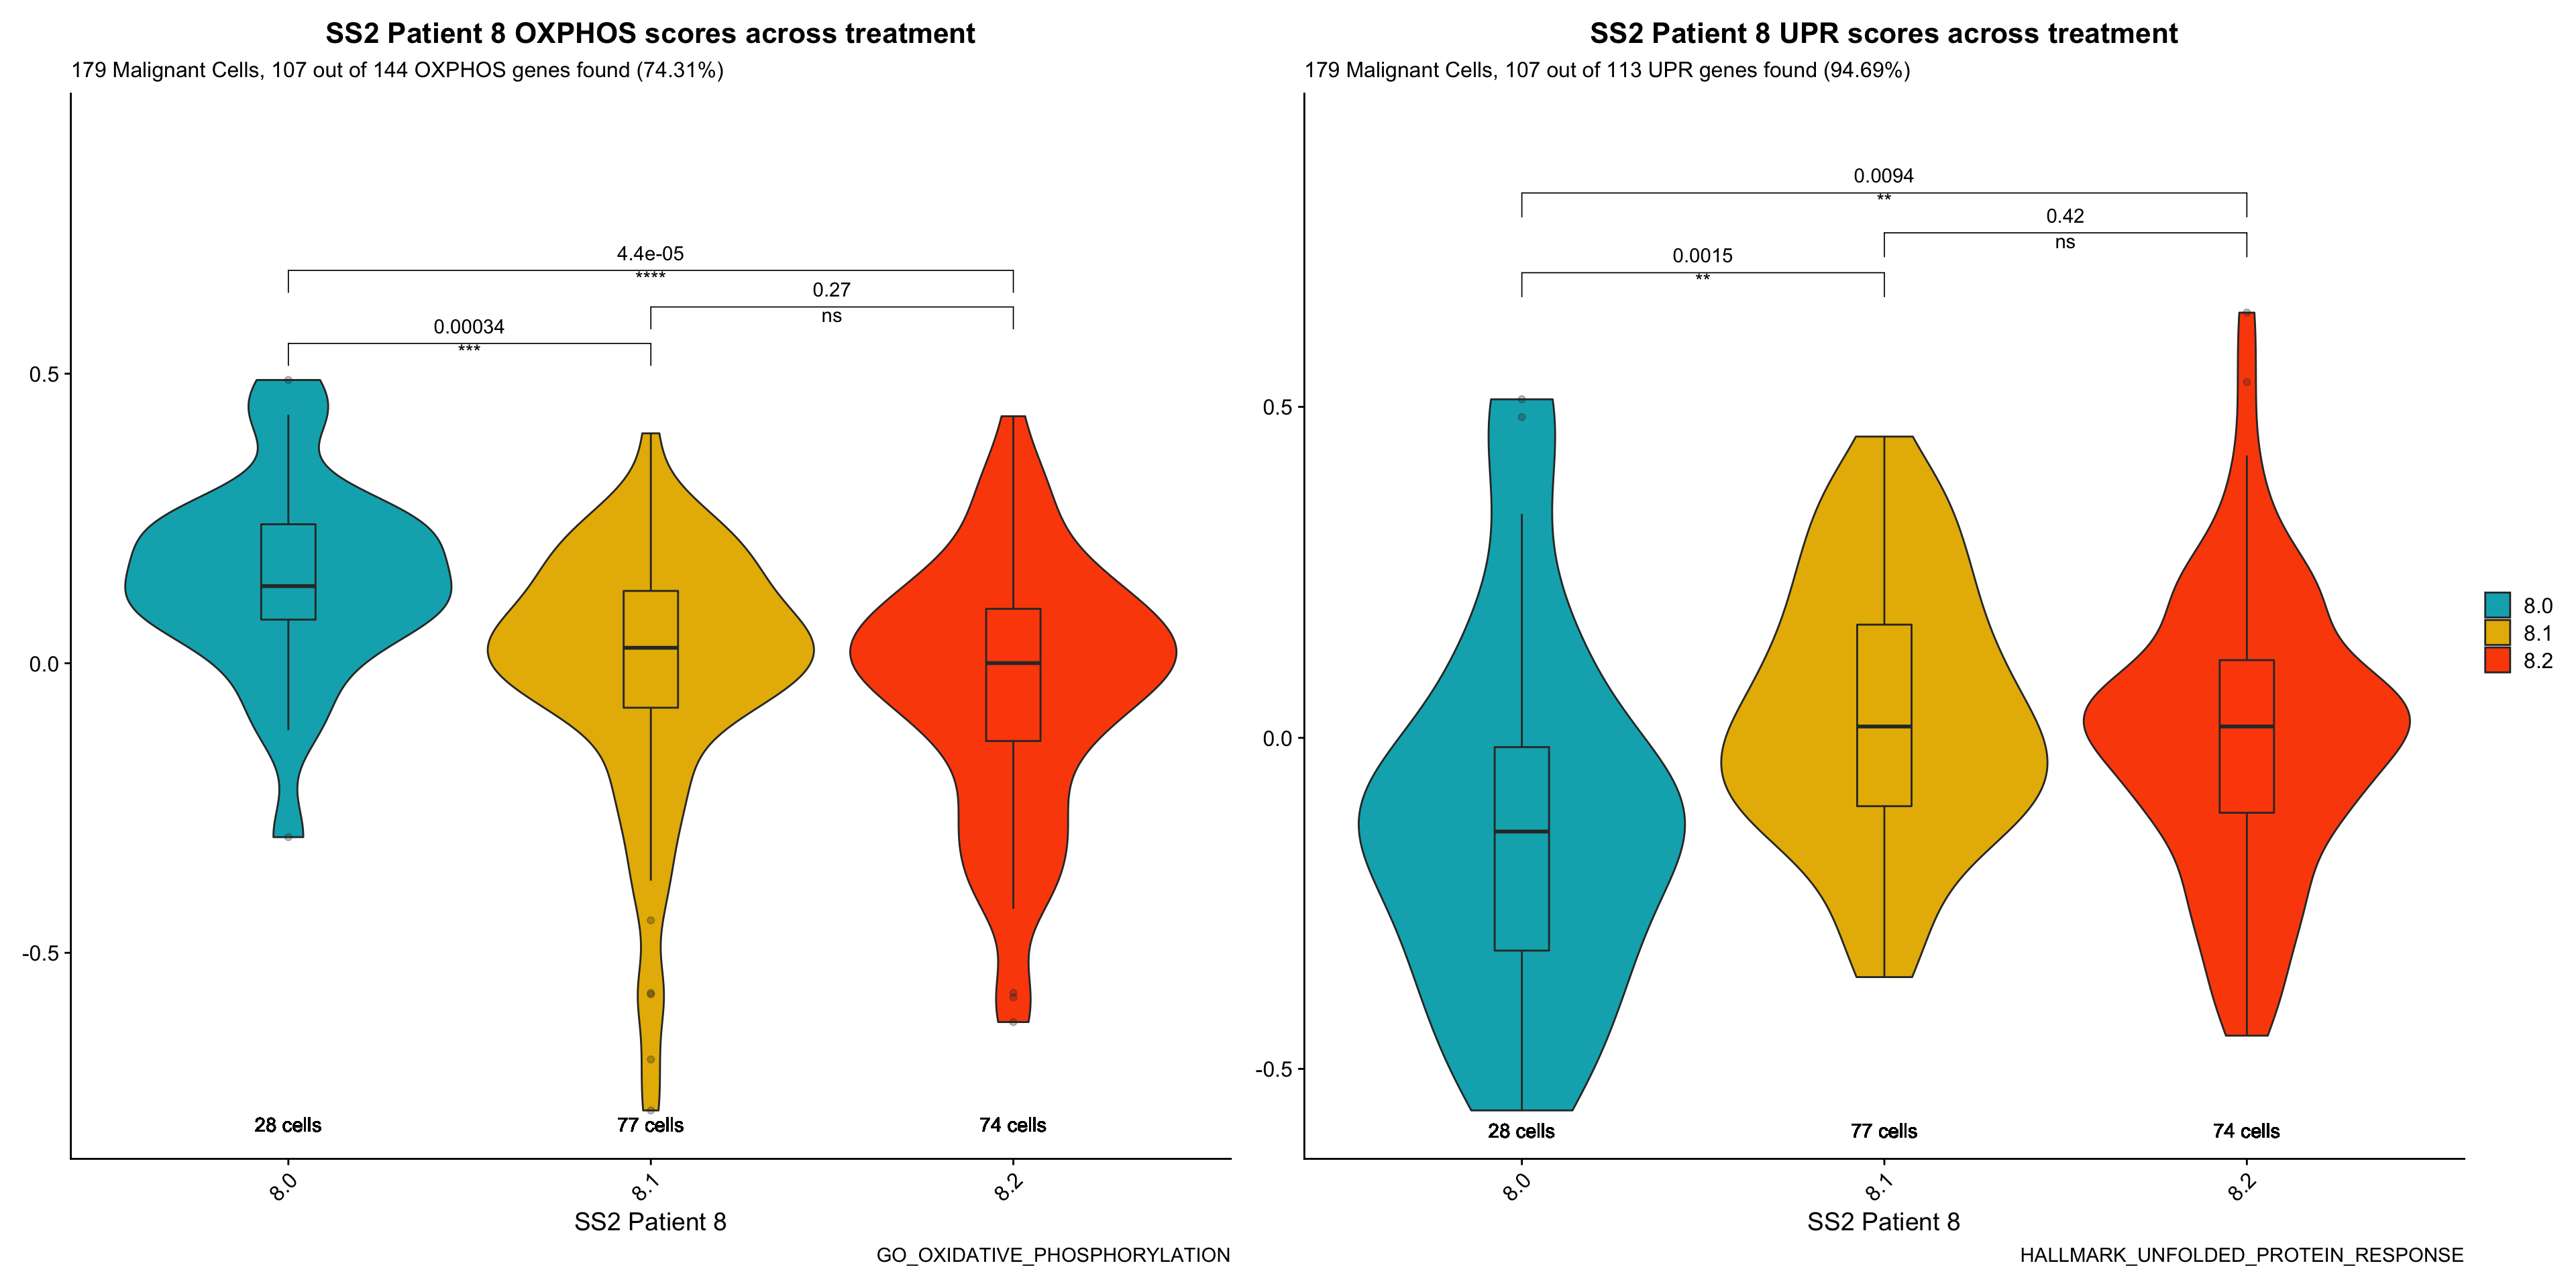 SS2 Patient 8 OXPHOS scores across treatment
179 Malignant Cells, 107 out of 144 OXPHOS genes found (74.31%)
4.4e-05
****
0.27
ns
0.00034
***
0.5
0.0
-0.5
28 cells
77 cells
74 cells
8.0
8.1
8.2
SS2 Patient 8
GO_OXIDATIVE_PHOSPHORYLATION
SS2 Patient 8 UPR scores across treatment
179 Malignant Cells, 107 out of 113 UPR genes found (94.69%)
0.0094
**
0.42
ns
0.0015
**
0.5
0.0
-0.5
28 cells
77 cells
74 cells
8.0
8.1
8.2
SS2 Patient 8
HALLMARK_UNFOLDED_PROTEIN_RESPONSE
8.0
8.1
8.2